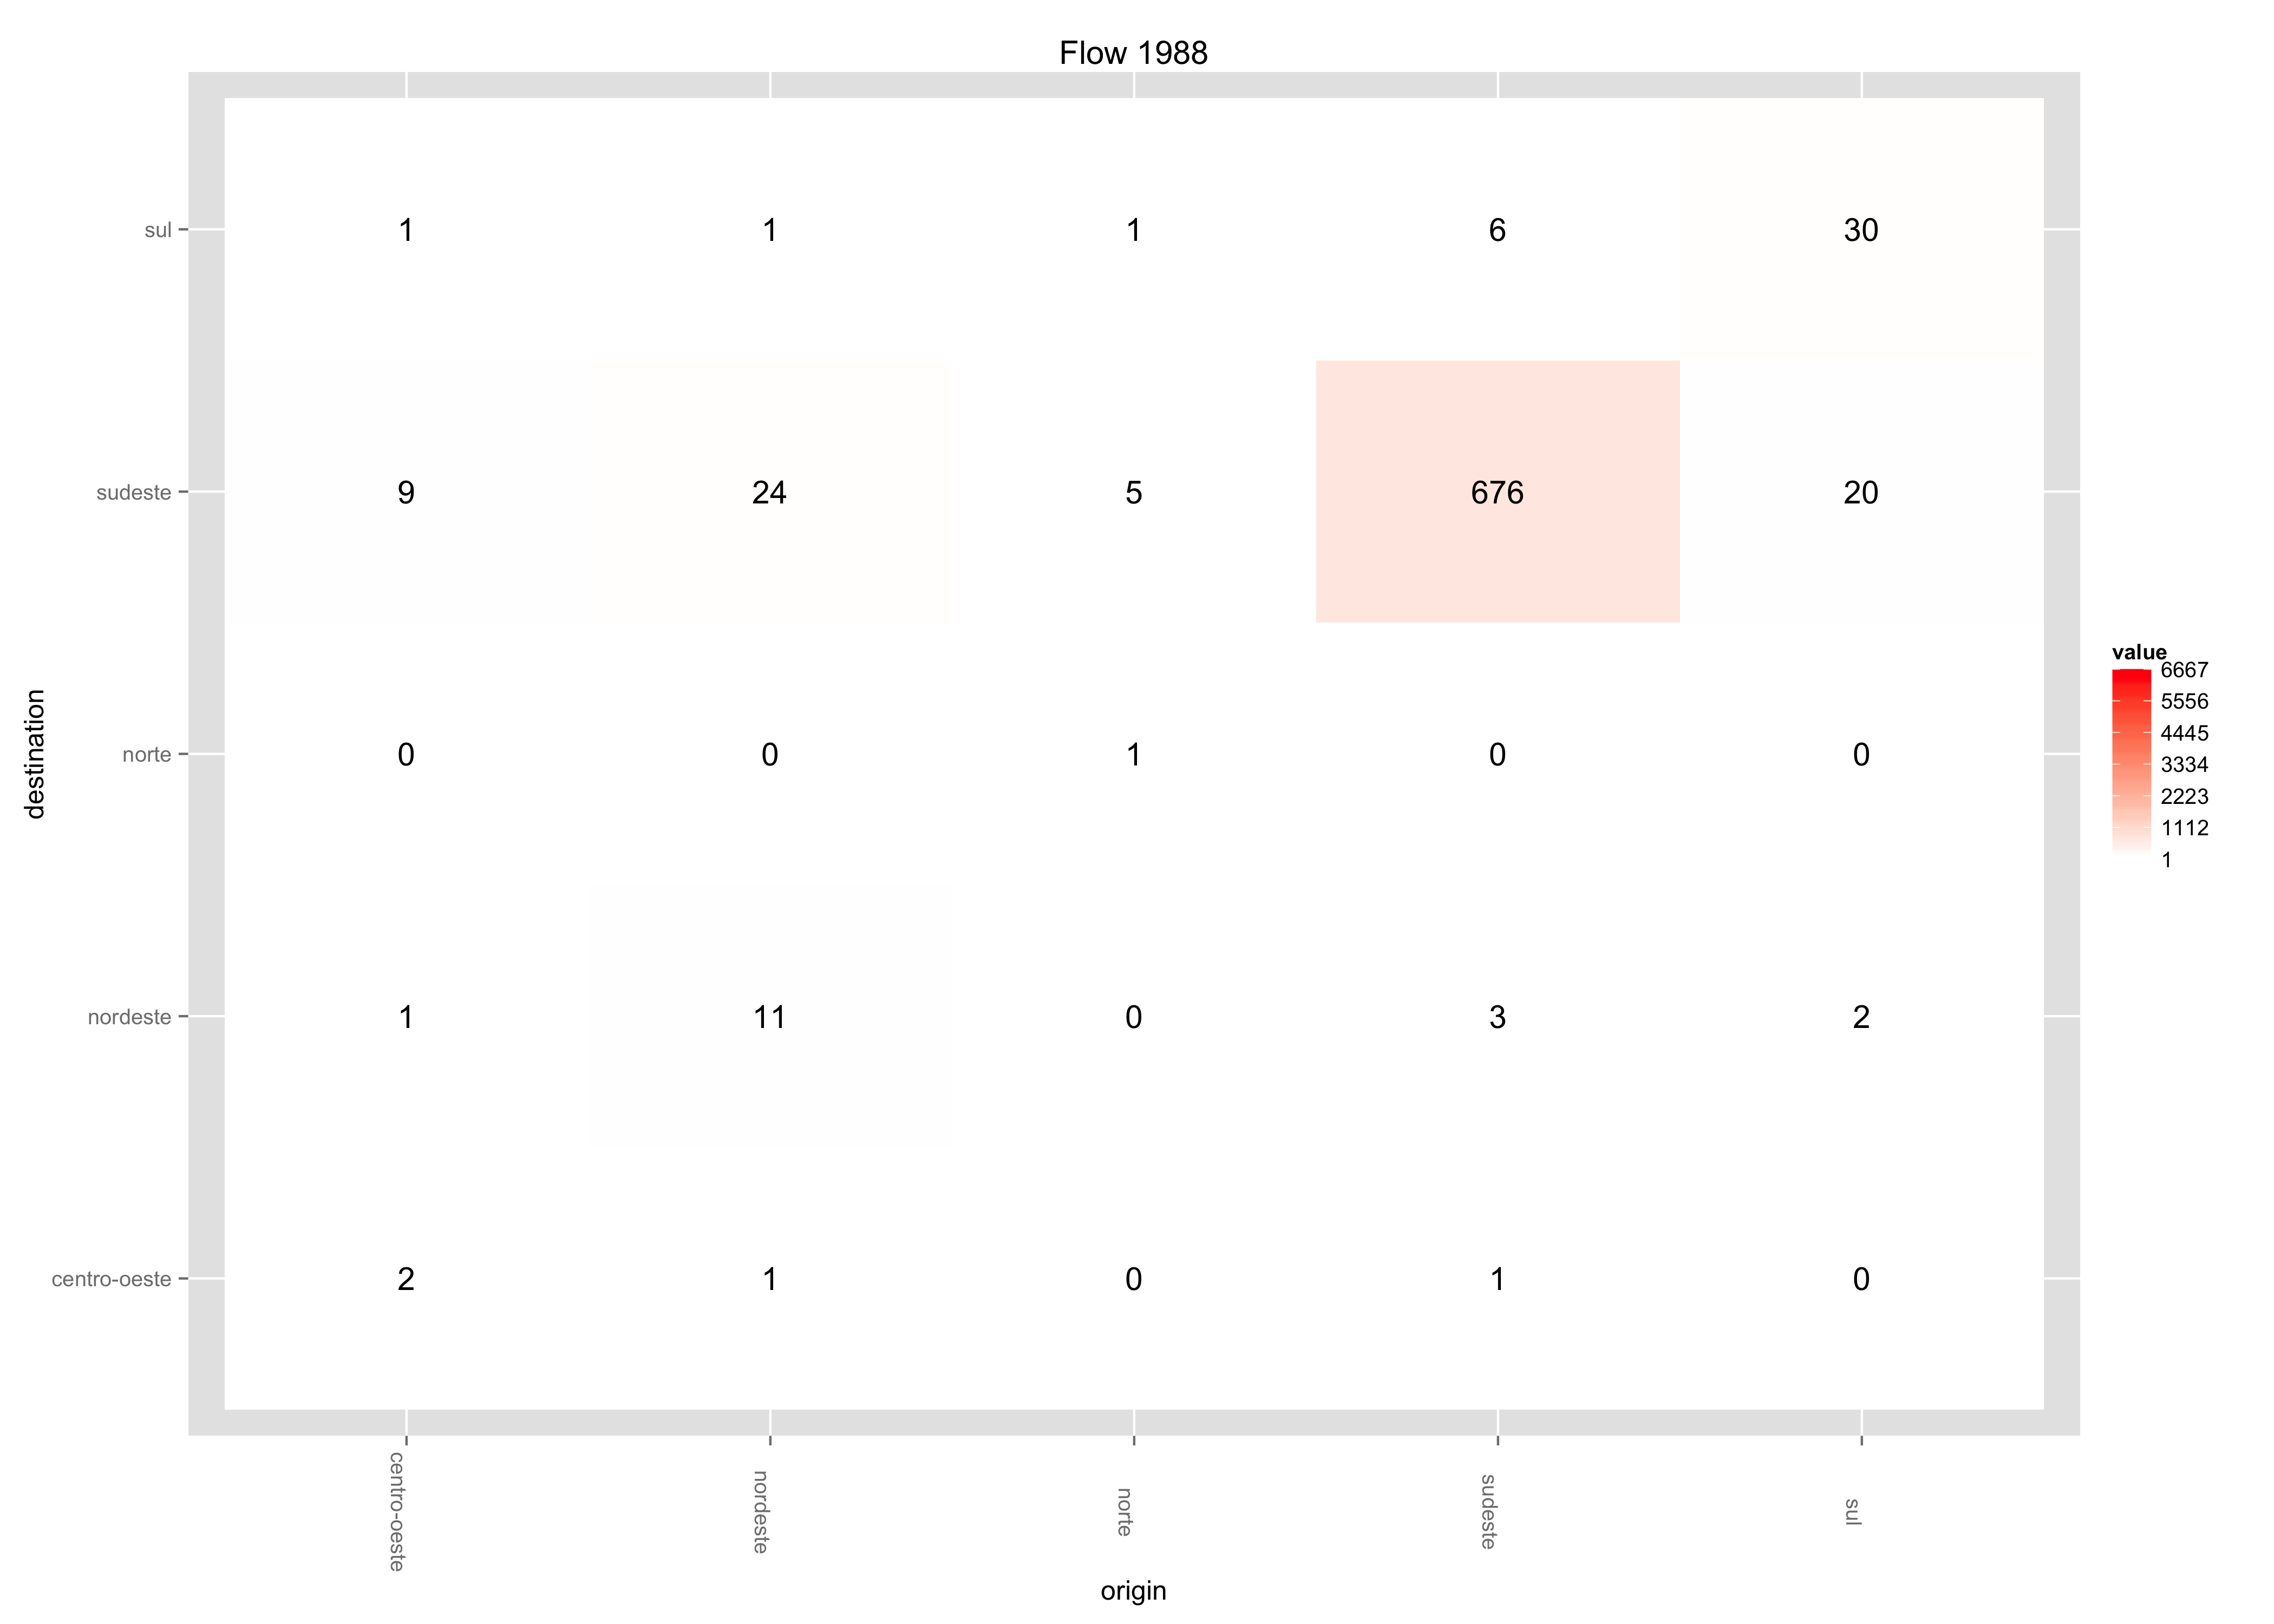 Flow 1988
sul 1 1 1 6 30
sudeste 9 24 5 676 20
norte 0 0 1 0 0
nordeste 1 11 0 3 2
centro-oeste 2 1 0 1 0
destination
centro-oeste nordeste norte sudeste sul
origin
value
6667
5556
4445
3334
2223
1112
1